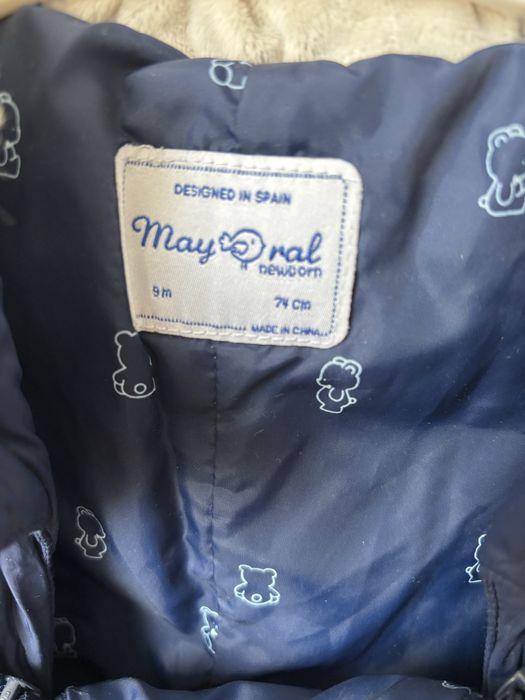 DESIGNED IN SPAIN
mayoral
newborn
9m 74 cm
MADE IN CHINA